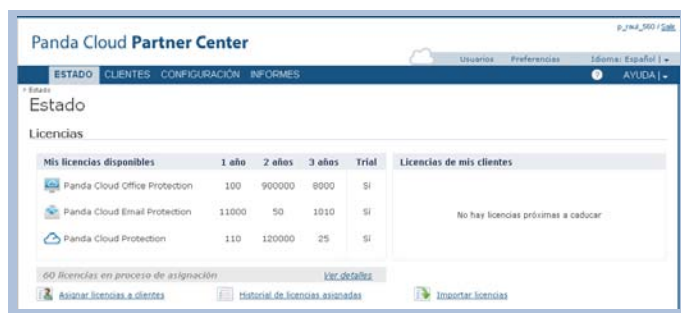 p_raul_560 / Salir
Panda Cloud Partner Center
Usuarios Preferencias Idioma: Español |
ESTADO CLIENTES CONFIGURACIÓN INFORMES ? AYUDA |
Estado
Estado
Licencias
Mis licencias disponibles 1 año 2 años 3 años Trial Licencias de mis clientes
Panda Cloud Office Protection 100 900000 8000 Sí
Panda Cloud Email Protection 11000 50 1010 Sí No hay licencias próximas a caducar
Panda Cloud Protection 110 120000 25 Sí
60 licencias en proceso de asignación Ver detalles
Asignar licencias a clientes Historial de licencias asignadas Importar licencias